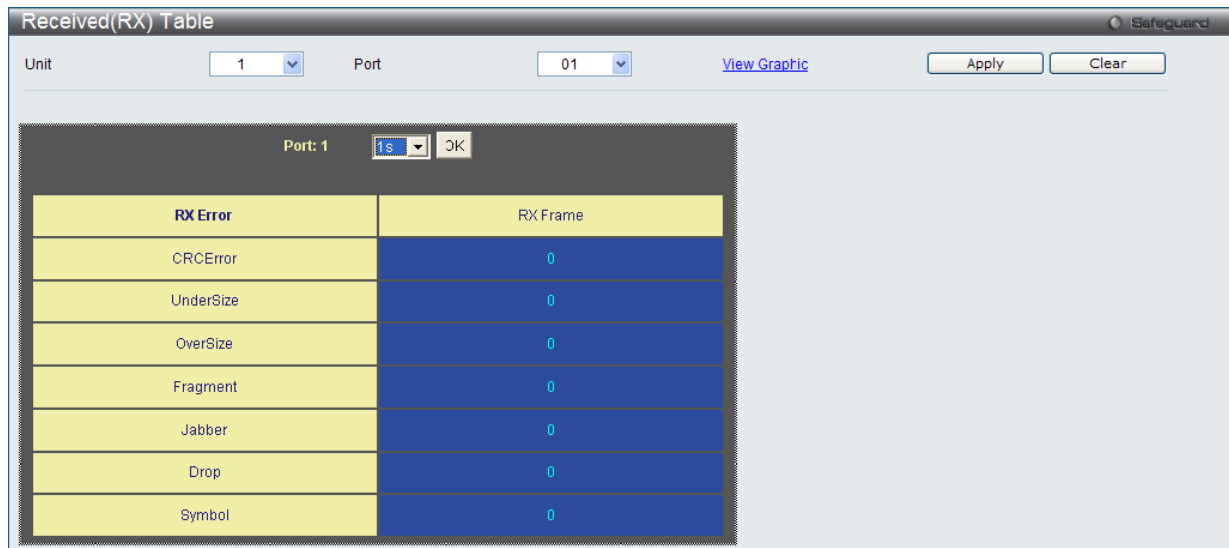 Received(RX) Table
Safeguard
Unit 1 Port 01 View Graphic Apply Clear
Port: 1 1s OK
RX Error RX Frame
CRCError 0
UnderSize 0
OverSize 0
Fragment 0
Jabber 0
Drop 0
Symbol 0